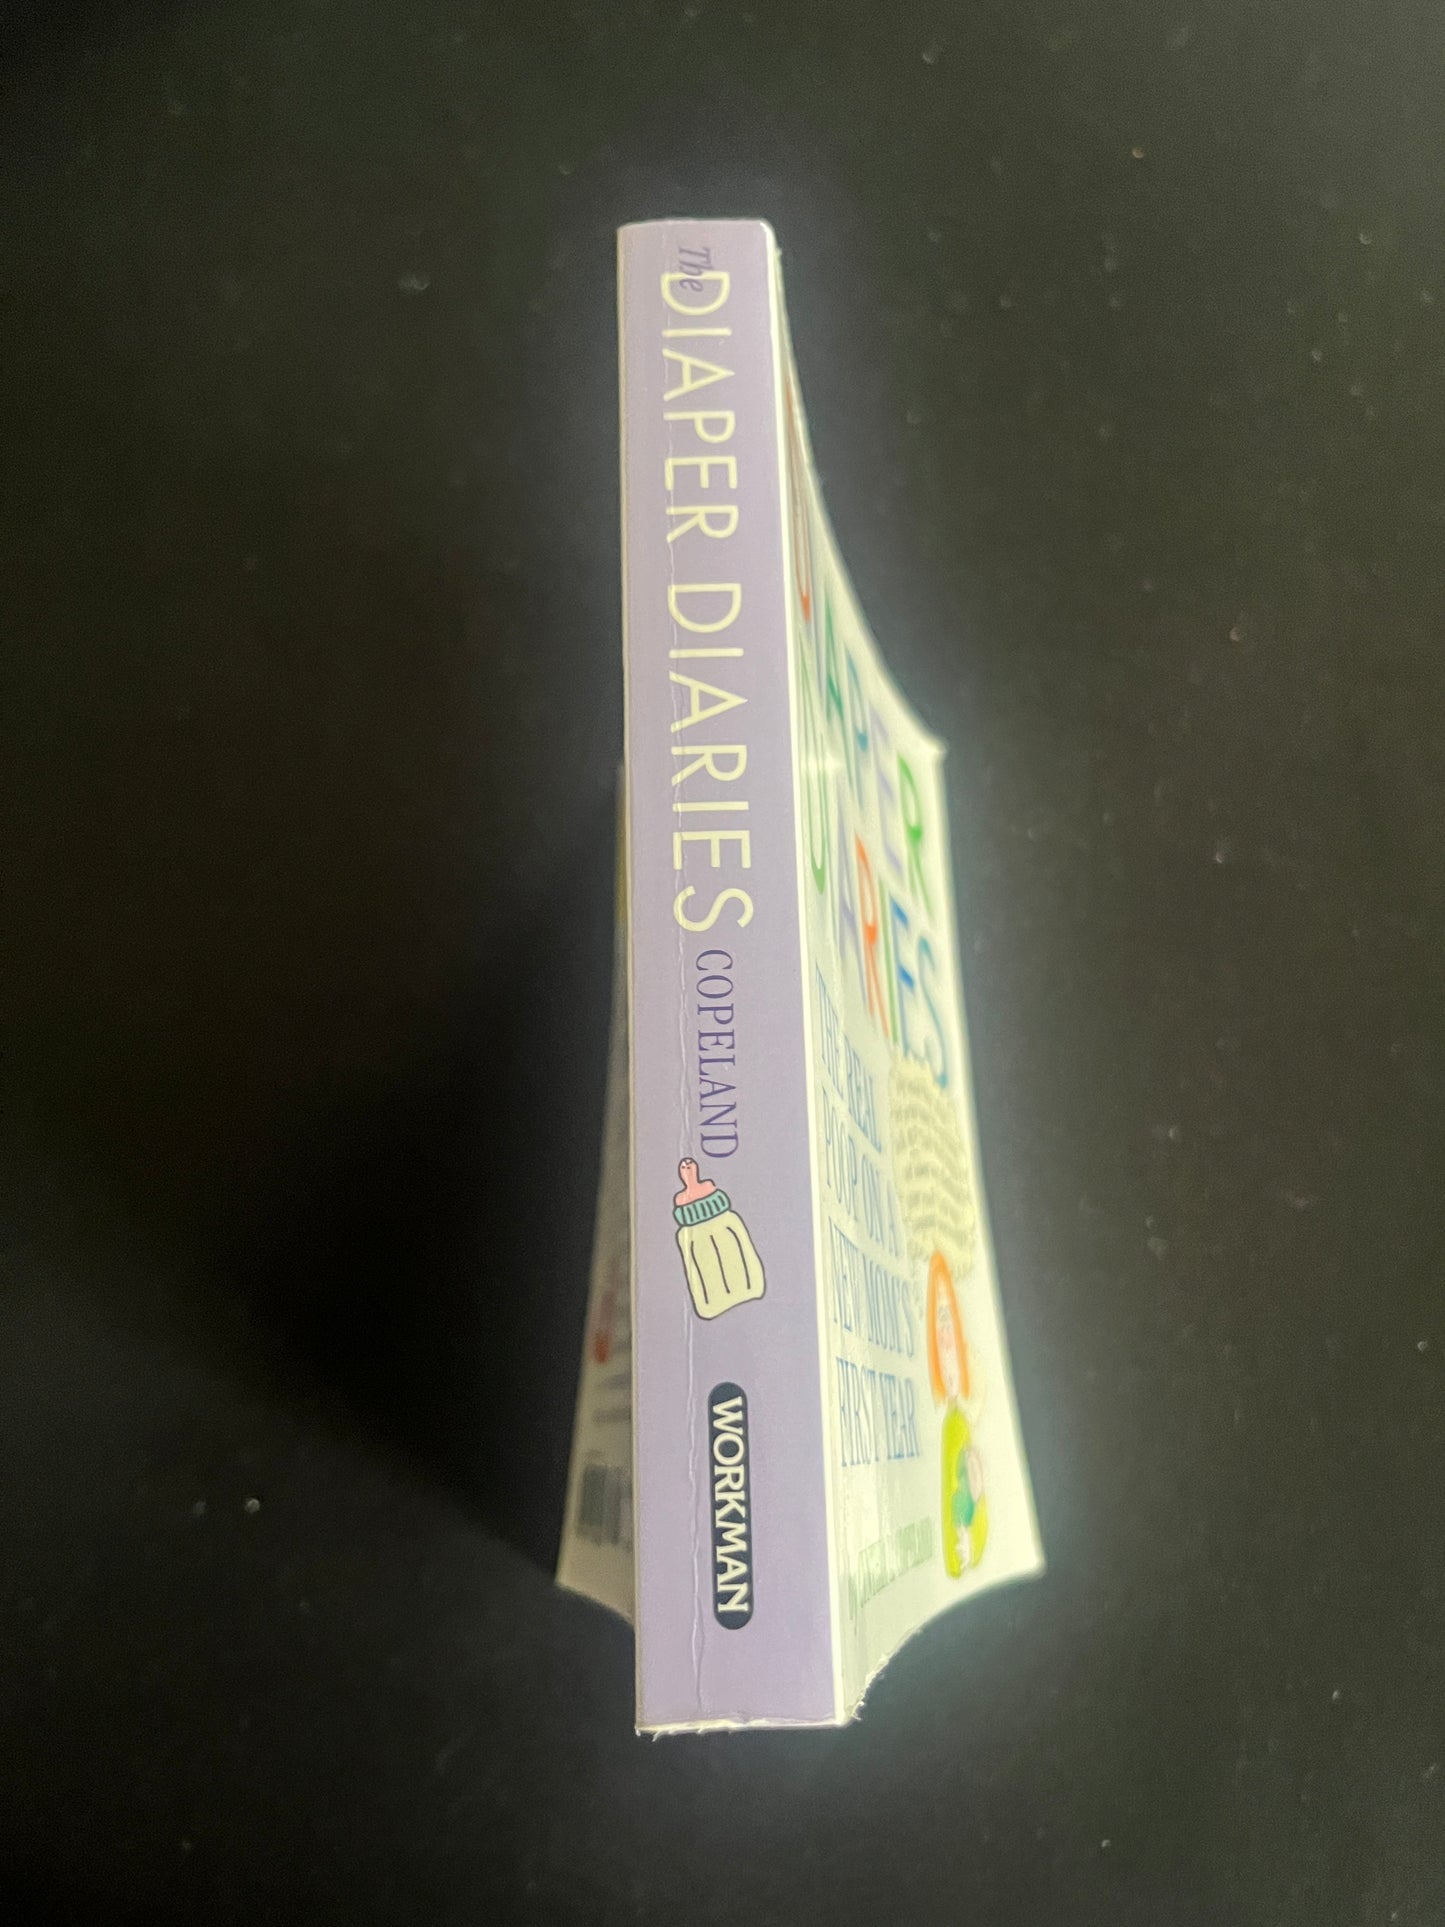 The
DIAPER DIARIES
COPELAND
WORKMAN
DIAPER
DIARIES
THE REAL
POOP ON A
NEW MOM'S
FIRST YEAR